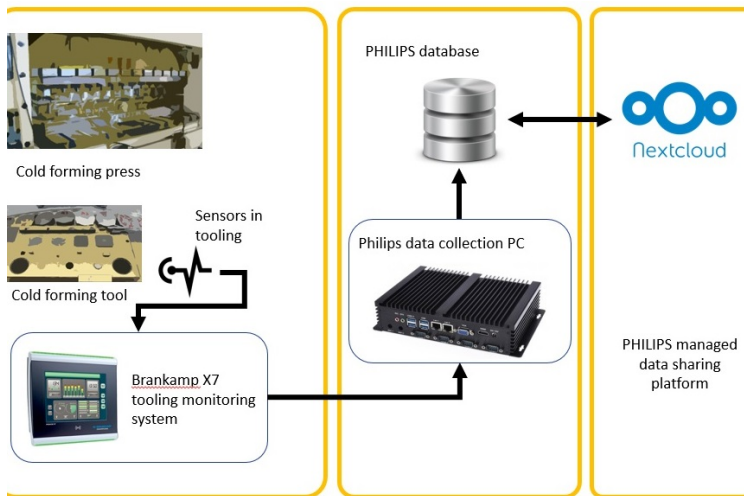 Cold forming press
Sensors in
tooling
Cold forming tool
Brankamp X7
tooling monitoring
system
PHILIPS database
Philips data collection PC
Nextcloud
PHILIPS managed
data sharing
platform